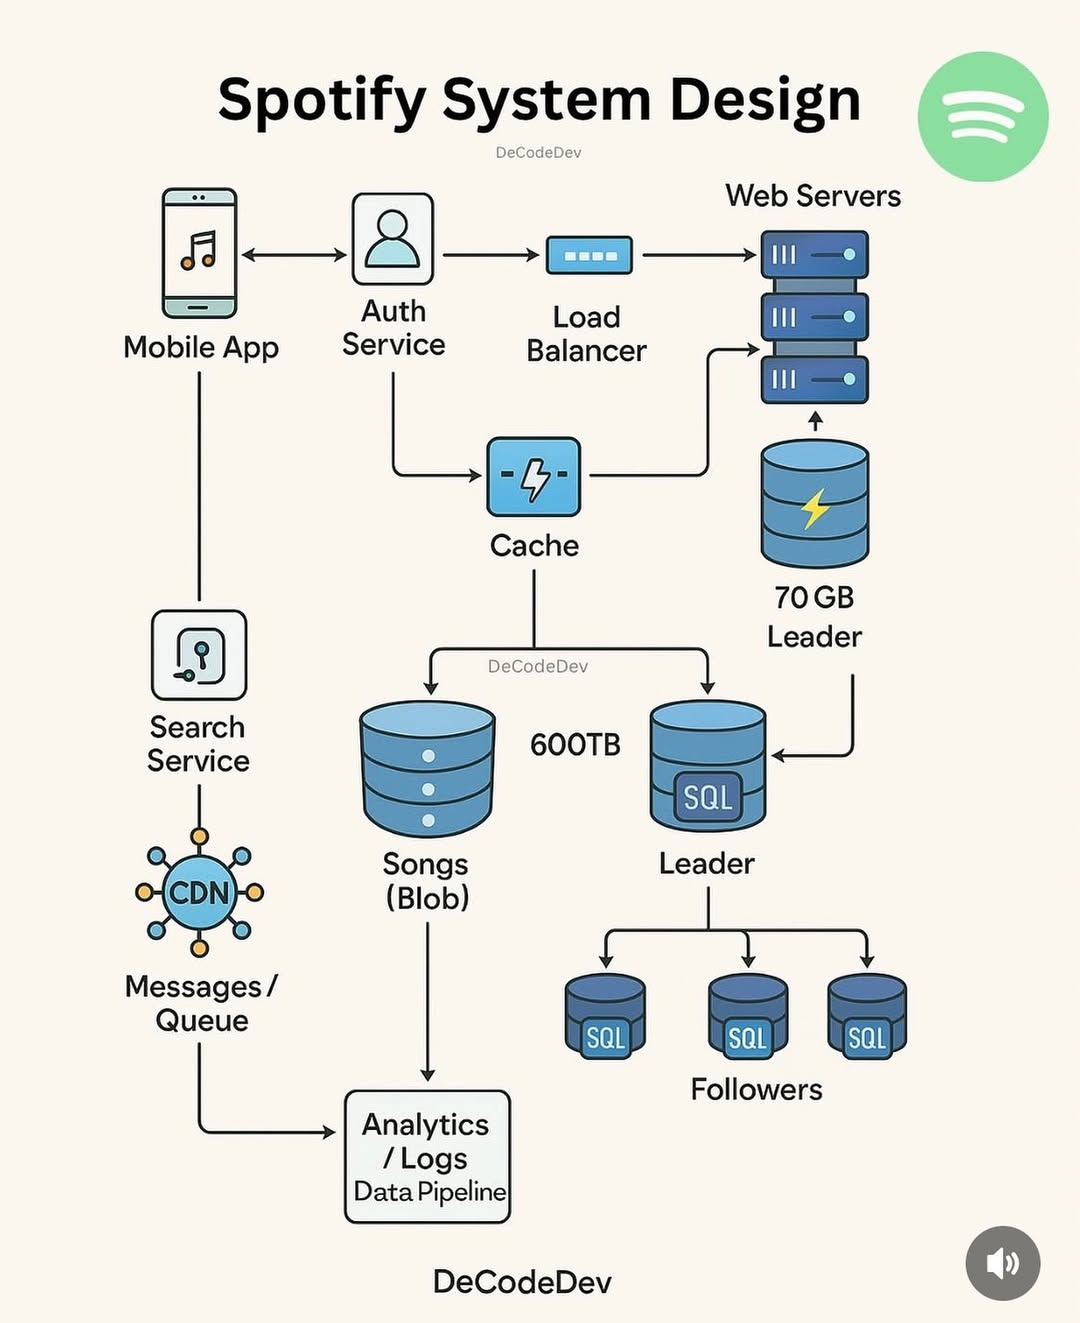 Spotify System Design
DeCodeDev
Web Servers
Mobile App
Auth
Service
Load
Balancer
Cache
70 GB
Leader
DeCodeDev
Search
Service
600TB
SQL
Songs
(Blob)
Leader
CDN
Messages /
Queue
SQL
SQL
SQL
Followers
Analytics
/ Logs
Data Pipeline
DeCodeDev